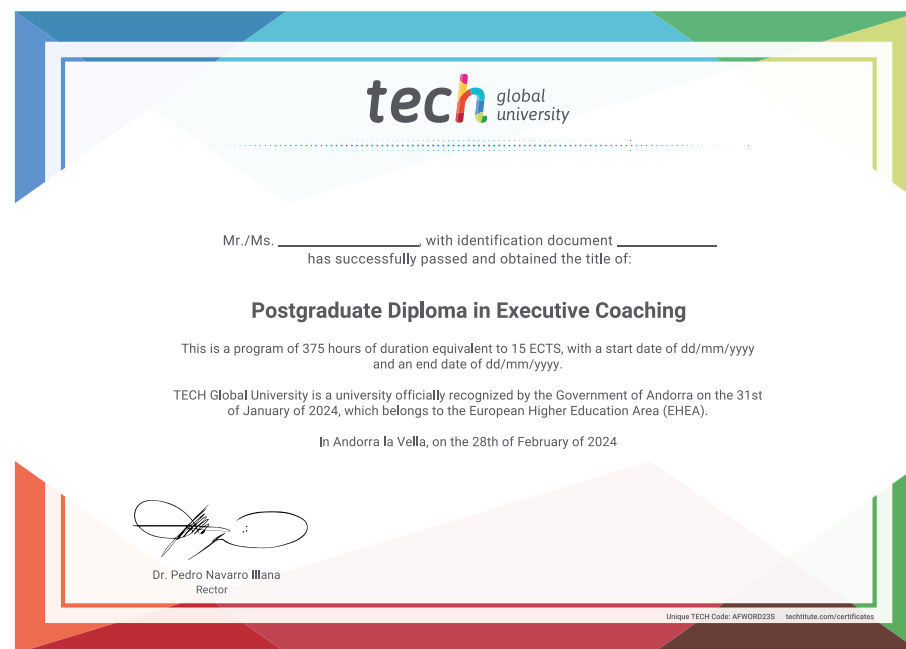 tech global
university
Mr./Ms. ____________________, with identification document ______________
has successfully passed and obtained the title of:
Postgraduate Diploma in Executive Coaching
This is a program of 375 hours of duration equivalent to 15 ECTS, with a start date of dd/mm/yyyy
and an end date of dd/mm/yyyy.
TECH Global University is a university officially recognized by the Government of Andorra on the 31st
of January of 2024, which belongs to the European Higher Education Area (EHEA).
In Andorra la Vella, on the 28th of February of 2024
Dr. Pedro Navarro Illana
Rector
Unique TECH Code: AFWORD23S techtitute.com/certificates